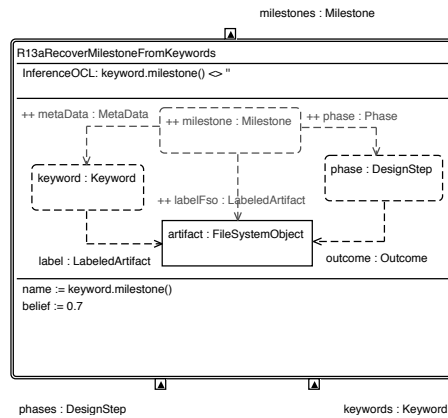 milestones : Milestone
R13aRecoverMilestoneFromKeywords
InferenceOCL: keyword.milestone() <> ''
++ metaData : MetaData
++ milestone : Milestone
++ phase : Phase
keyword : Keyword
phase : DesignStep
++ labelFso : LabeledArtifact
artifact : FileSystemObject
label : LabeledArtifact
outcome : Outcome
name := keyword.milestone()
belief := 0.7
phases : DesignStep
keywords : Keyword